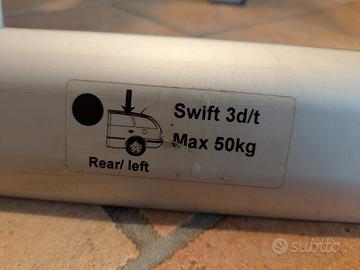 Swift 3d/t
Max 50kg
Rear/ left
subito